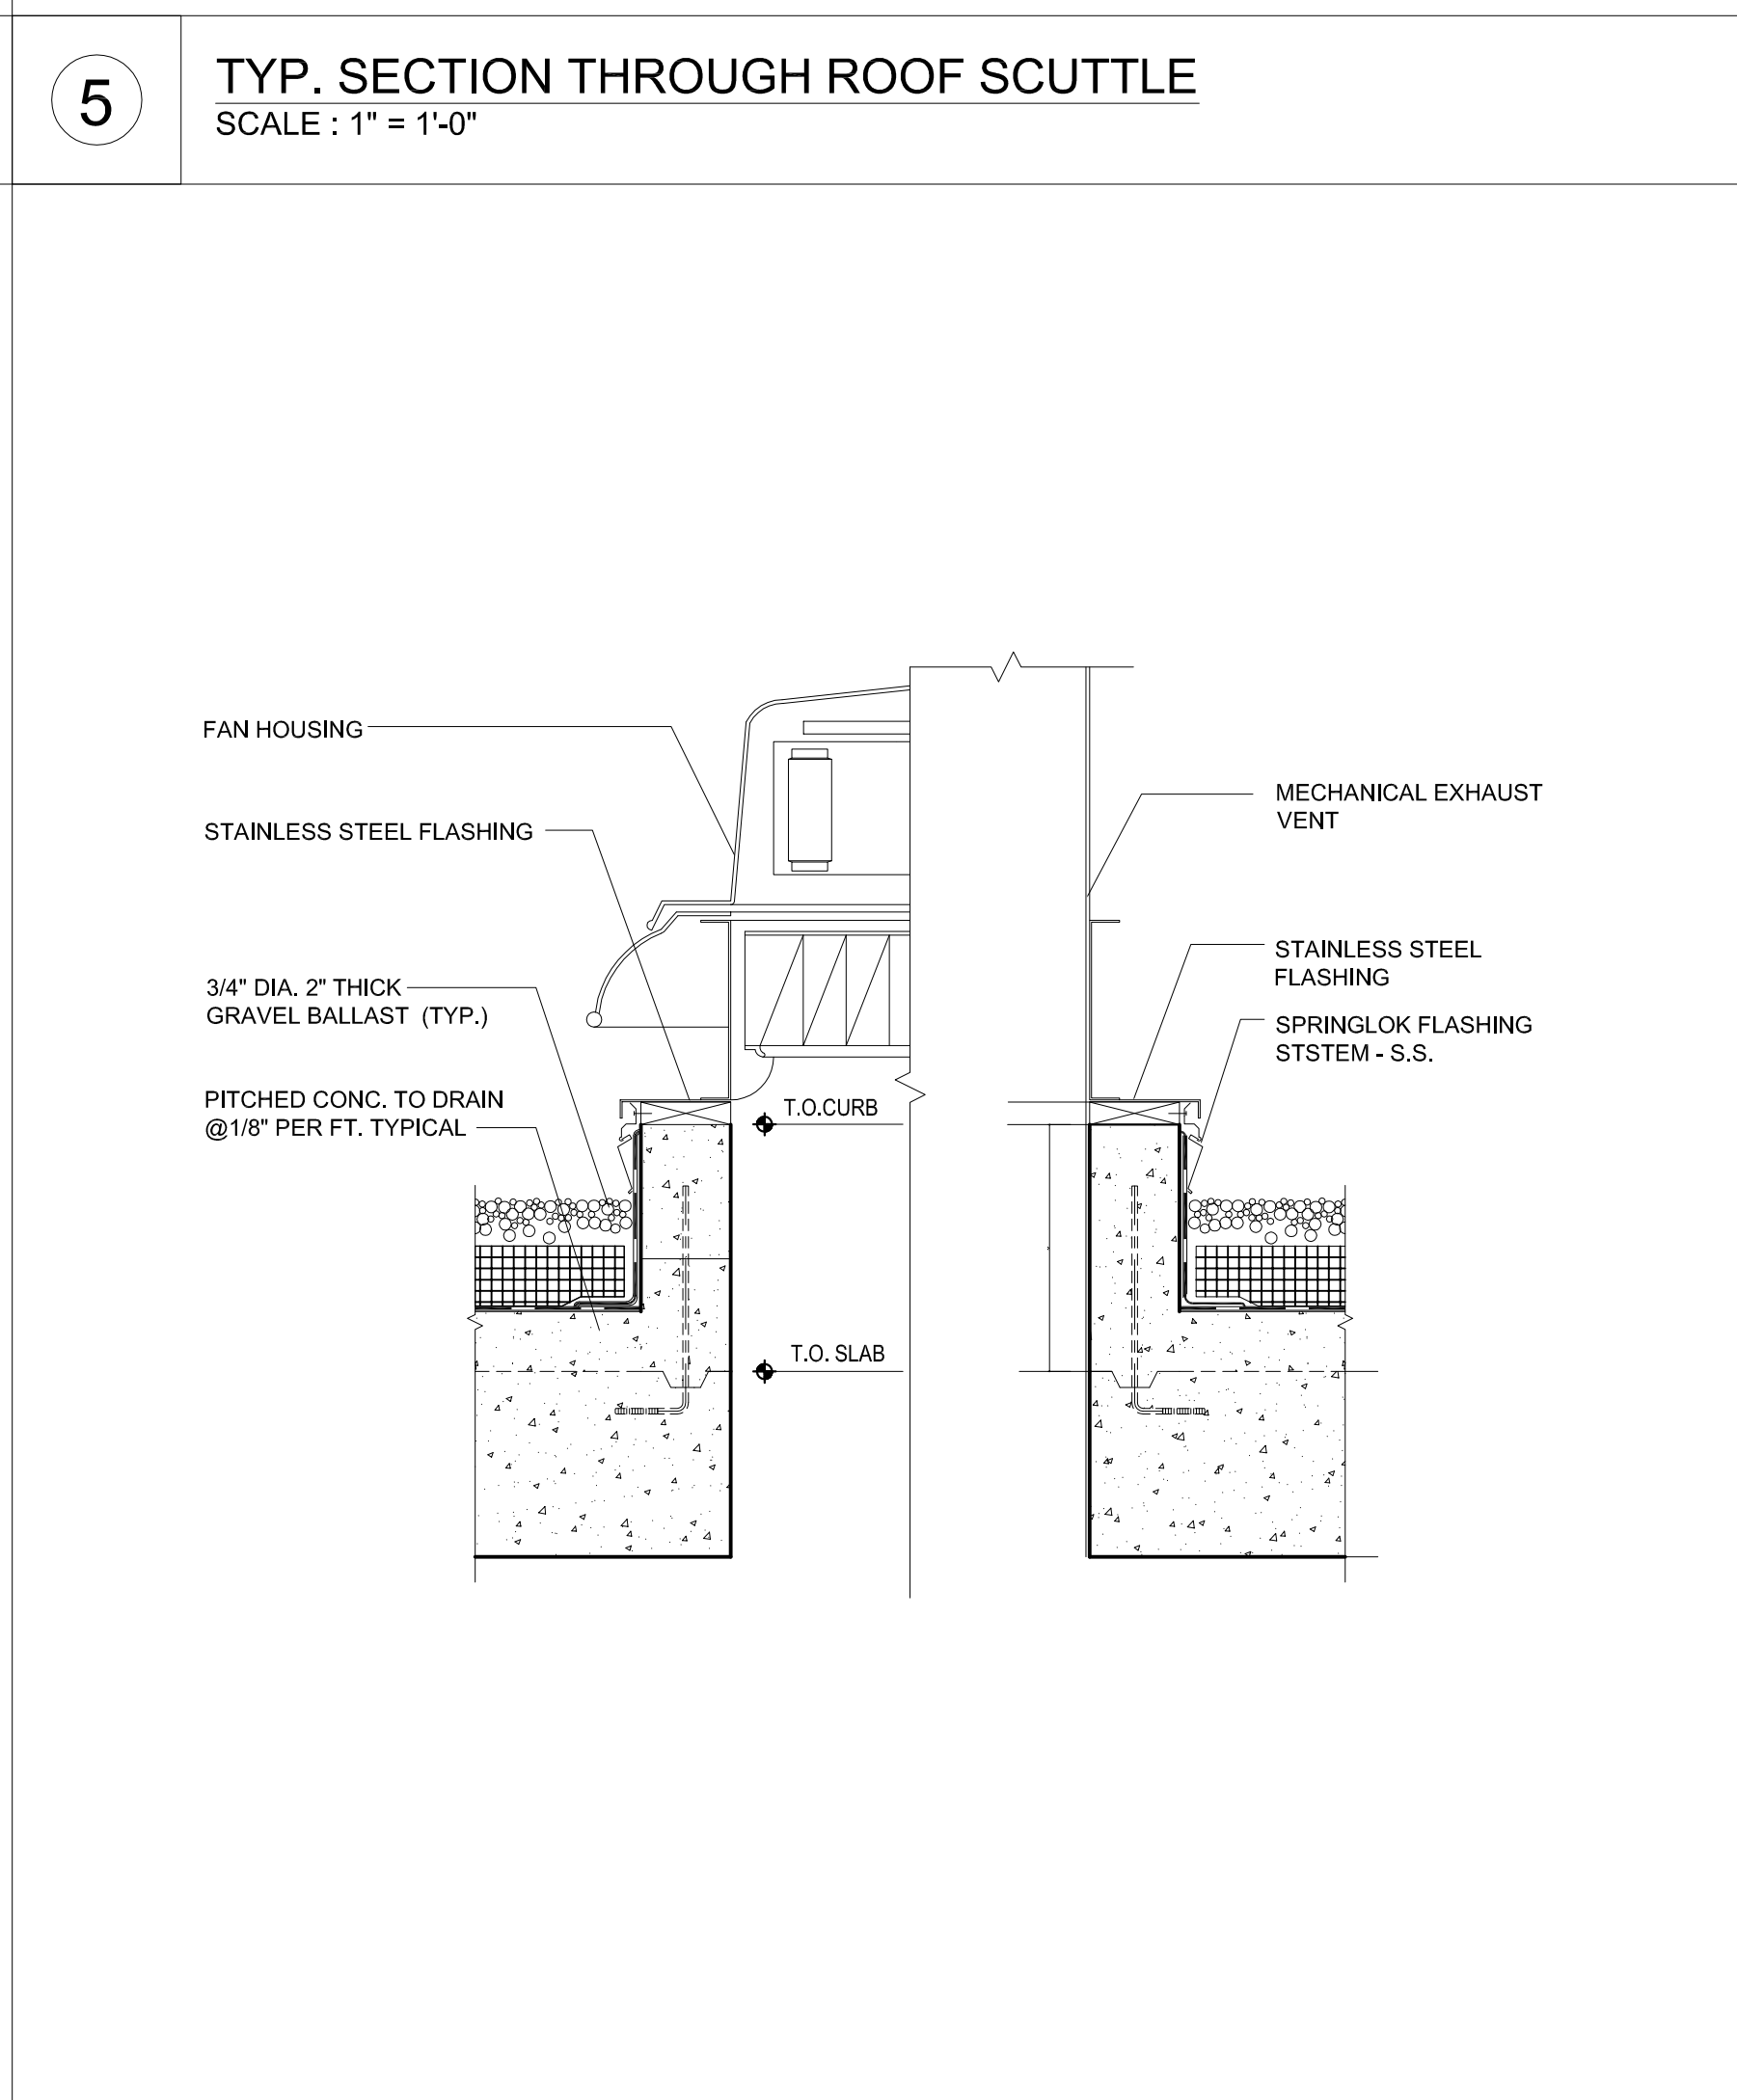 5
TYP. SECTION THROUGH ROOF SCUTTLE
SCALE : 1" = 1'-0"
FAN HOUSING
STAINLESS STEEL FLASHING
3/4" DIA. 2" THICK
GRAVEL BALLAST (TYP.)
PITCHED CONC. TO DRAIN
@1/8" PER FT. TYPICAL
T.O.CURB
T.O. SLAB
MECHANICAL EXHAUST
VENT
STAINLESS STEEL
FLASHING
SPRINGLOK FLASHING
STSTEM - S.S.